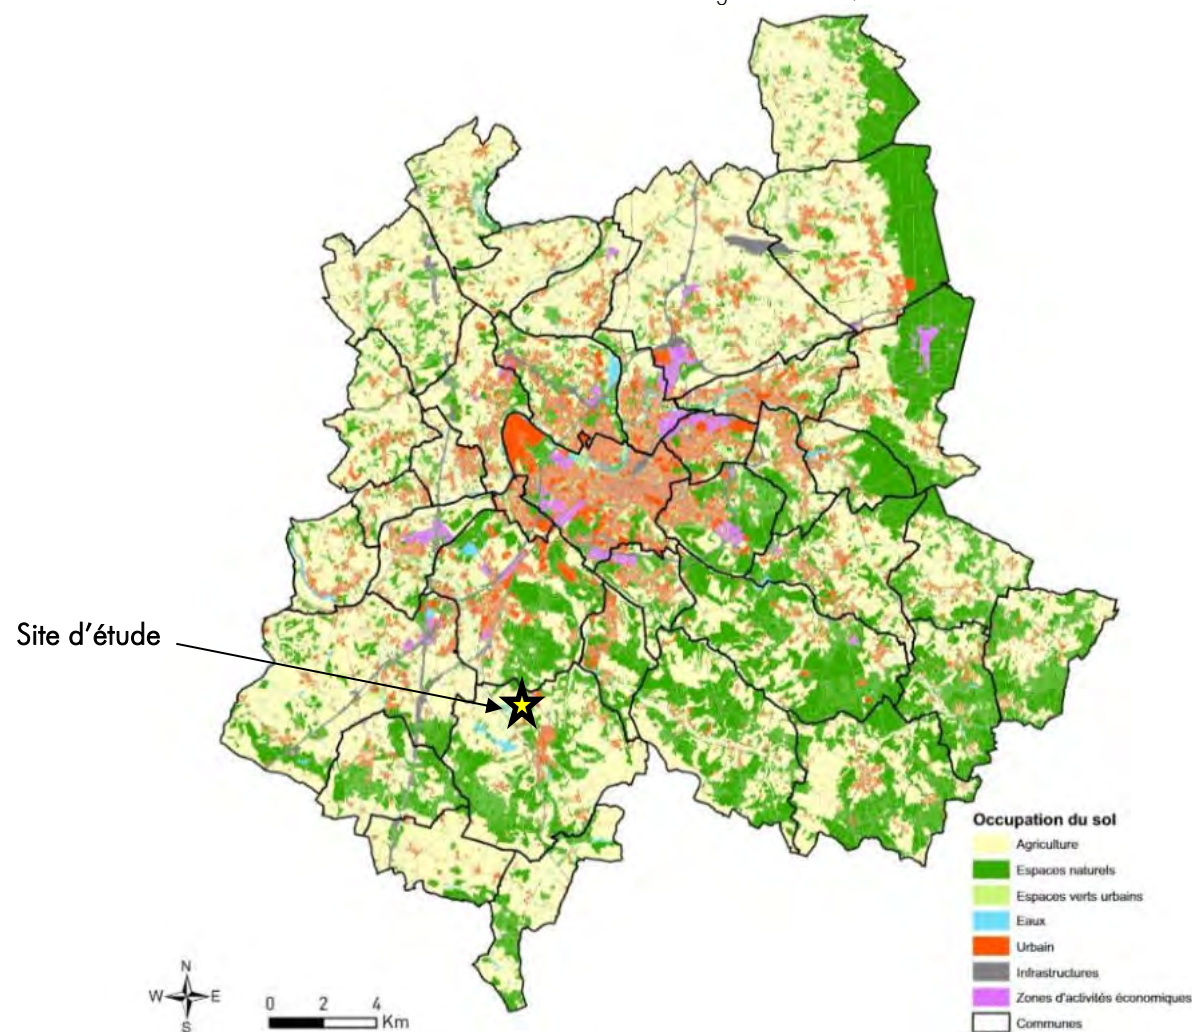 Site d'étude
Occupation du sol
Agriculture
Espaces naturels
Espaces verts urbains
Eaux
Urbain
Infrastructures
Zones d'activités économiques
Communes
N
W E
S
0 2 4
Km